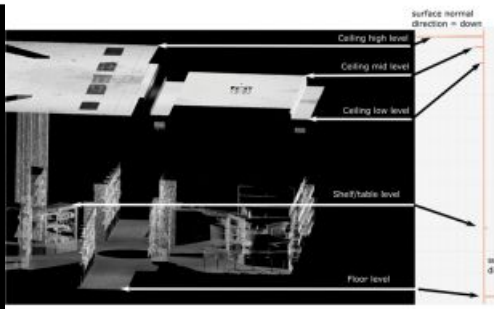 surface normal
direction = down
Ceiling high level
Ceiling mid level
Ceiling low level
Shelf/table level
Floor level